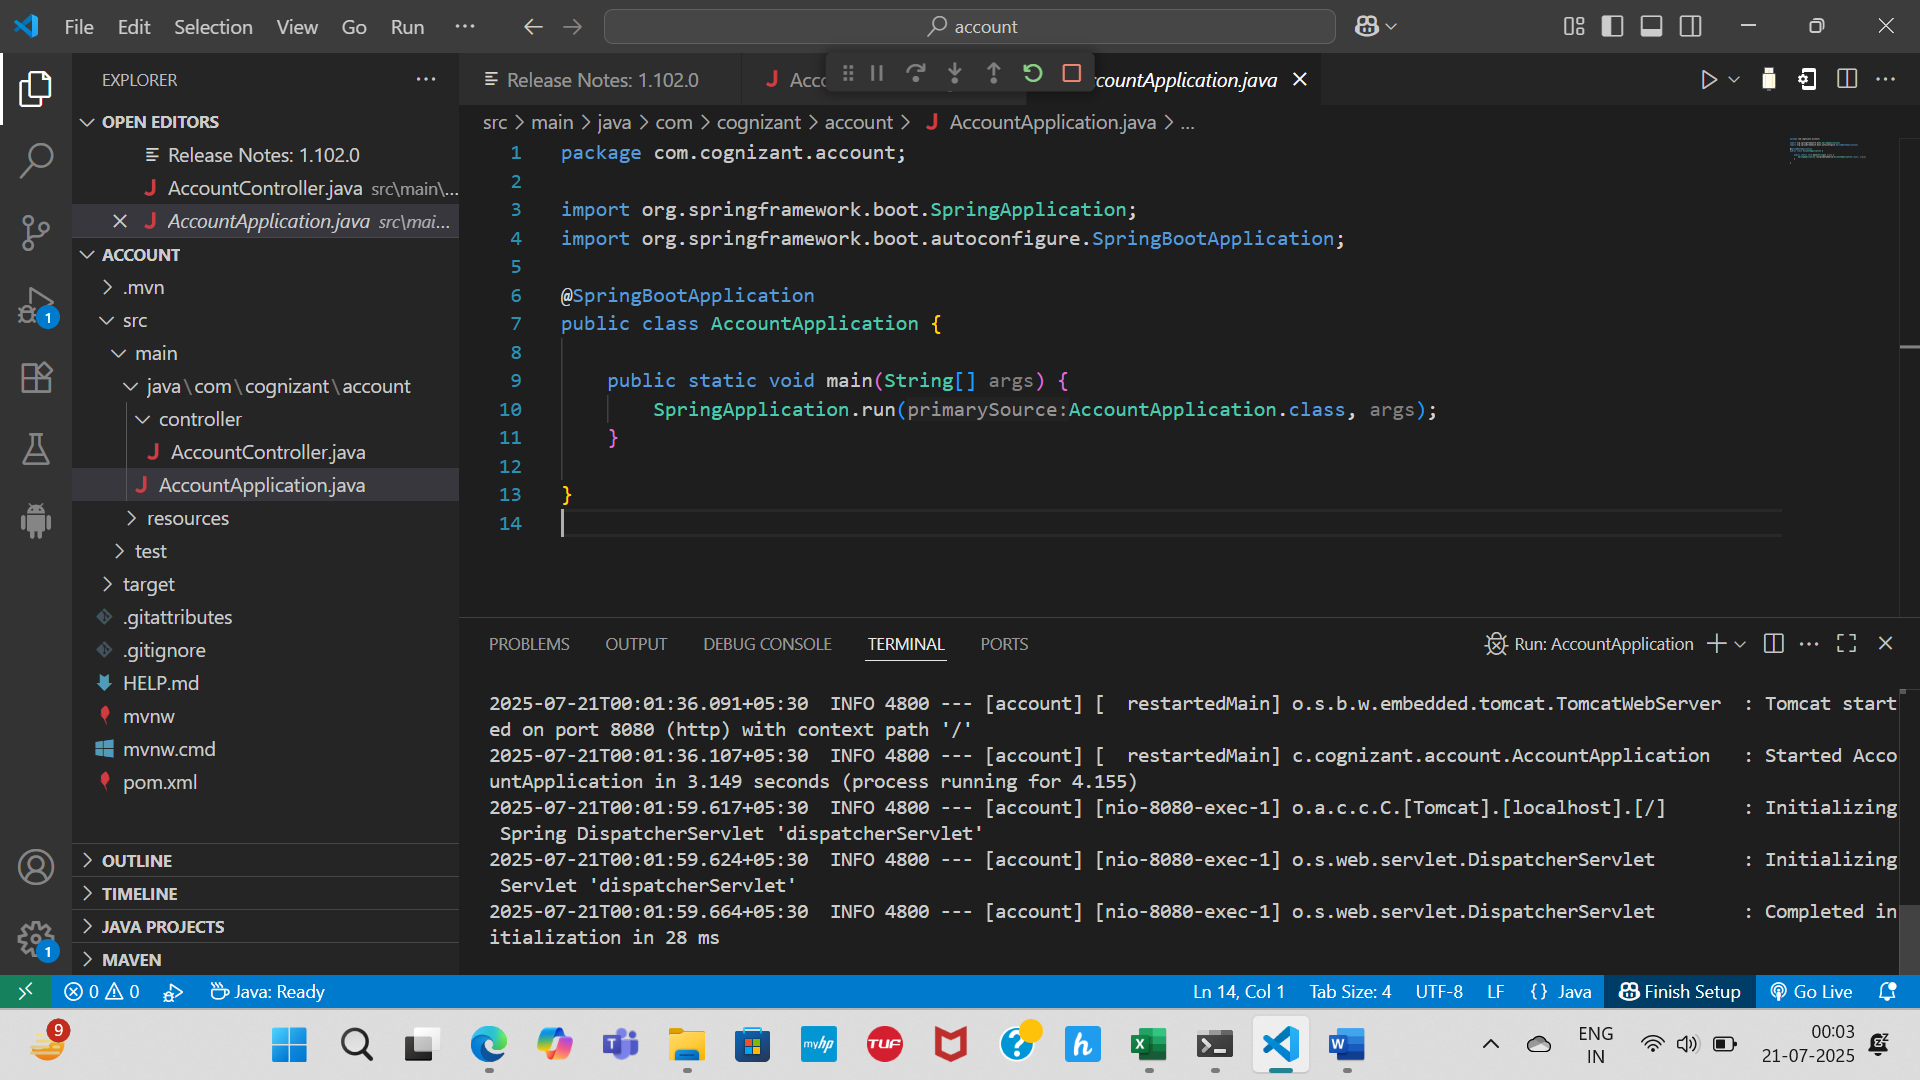 File Edit Selection View Go Run ··· account
EXPLORER ···
OPEN EDITORS
Release Notes: 1.102.0
AccountController.java src\main\...
AccountApplication.java src\mai...
ACCOUNT
.mvn
src
main
java\com\cognizant\account
controller
AccountController.java
AccountApplication.java
resources
test
target
.gitattributes
.gitignore
HELP.md
mvnw
mvnw.cmd
pom.xml
OUTLINE
TIMELINE
JAVA PROJECTS
MAVEN
1
1
Release Notes: 1.102.0 Acc ccountApplication.java
src > main > java > com > cognizant > account > AccountApplication.java > ...
1 package com.cognizant.account;
2
3 import org.springframework.boot.SpringApplication;
4 import org.springframework.boot.autoconfigure.SpringBootApplication;
5
6 @SpringBootApplication
7 public class AccountApplication {
8
9 public static void main(String[] args) {
10 SpringApplication.run(primarySource:AccountApplication.class, args);
11 }
12
13 }
14
PROBLEMS OUTPUT DEBUG CONSOLE TERMINAL PORTS Run: AccountApplication
2025-07-21T00:01:36.091+05:30  INFO 4800 --- [account] [  restartedMain] o.s.b.w.embedded.tomcat.TomcatWebServer  : Tomcat start
ed on port 8080 (http) with context path '/'
2025-07-21T00:01:36.107+05:30  INFO 4800 --- [account] [  restartedMain] c.cognizant.account.AccountApplication   : Started Acco
untApplication in 3.149 seconds (process running for 4.155)
2025-07-21T00:01:59.617+05:30  INFO 4800 --- [account] [nio-8080-exec-1] o.a.c.c.C.[Tomcat].[localhost].[/]       : Initializing
Spring DispatcherServlet 'dispatcherServlet'
2025-07-21T00:01:59.624+05:30  INFO 4800 --- [account] [nio-8080-exec-1] o.s.web.servlet.DispatcherServlet        : Initializing
Servlet 'dispatcherServlet'
2025-07-21T00:01:59.664+05:30  INFO 4800 --- [account] [nio-8080-exec-1] o.s.web.servlet.DispatcherServlet        : Completed in
itialization in 28 ms
0 0 Java: Ready Ln 14, Col 1 Tab Size: 4 UTF-8 LF {} Java Finish Setup Go Live
9 myhp TUF ENG
IN
00:03
21-07-2025